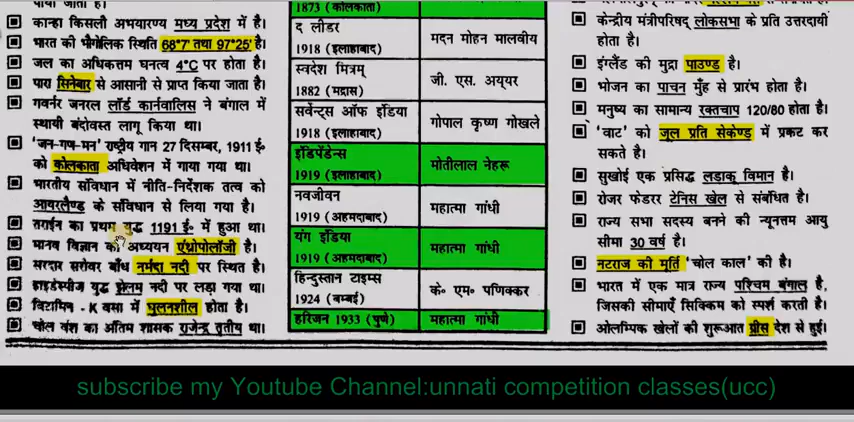 कान्हा किसली अभयारण्य मध्य प्रदेश में है।
भारत की भौगोलिक स्थिति 68°7' तथा 97°25' है।
जल का अधिकत्तम घनत्व 4°C पर होता है।
पारा सिनेबार से आसानी से प्राप्त किया जाता है।
गवर्नर जनरल लॉर्ड कार्नवालिस ने बंगाल में
स्थायी बंदोवस्त लागू किया था।
'जन-गण-मन' राष्ट्रीय गान 27 दिसम्बर, 1911 ई॰
को कोलकाता अधिवेशन में गाया गया था।
भारतीय संविधान में नीति-निर्देशक तत्व को
आयरलैण्ड के संविधान से लिया गया है।
तराईन का प्रथम युद्ध 1191 ई॰ में हुआ था।
मानव विज्ञान का अध्ययन एंथ्रोपोलॉजी है।
सरदार सरोवर बाँध नर्मदा नदी पर स्थित है।
हाइडेस्पीज युद्ध झेलम नदी पर लड़ा गया था।
विटामिन - K वसा में घुलनशील होता है।
चोल वंश का अंतिम शासक राजेन्द्र तृतीय था।
1873 (कोलकाता)
द लीडर
1918 (इलाहाबाद)
मदन मोहन मालवीय
स्वदेश मित्रम्
1882 (मद्रास)
जी. एस. अय्यर
सर्वेन्ट्स ऑफ इंडिया
1918 (इलाहाबाद)
गोपाल कृष्ण गोखले
इंडिपेंडेन्स
1919 (इलाहाबाद)
मोतीलाल नेहरू
नवजीवन
1919 (अहमदाबाद)
महात्मा गांधी
यंग इंडिया
1919 (अहमदाबाद)
महात्मा गांधी
हिन्दुस्तान टाइम्स
1924 (बम्बई)
के॰ एम॰ पणिक्कर
हरिजन 1933 (पुणे)
महात्मा गांधी
केन्द्रीय मंत्रीपरिषद् लोकसभा के प्रति उत्तरदायी
होता है।
इंग्लैंड की मुद्रा पाउण्ड है।
भोजन का पाचन मुँह से प्रारंभ होता है।
मनुष्य का सामान्य रक्तचाप 120/80 होता है।
'वाट' को जूल प्रति सेकेण्ड में प्रकट कर
सकते है।
सुखोई एक प्रसिद्ध लड़ाकू विमान है।
रोजर फेडरर टेनिस खेल से संबंधित है।
राज्य सभा सदस्य बनने की न्यूनत्तम आयु
सीमा 30 वर्ष है।
नटराज की मूर्ति 'चोल काल' की है।
भारत में एक मात्र राज्य पश्चिम बंगाल है,
जिसकी सीमाएँ सिक्किम को स्पर्श करती है।
ओलम्पिक खेलों की शुरूआत ग्रीस देश से हुई।
subscribe my Youtube Channel:unnati competition classes(ucc)